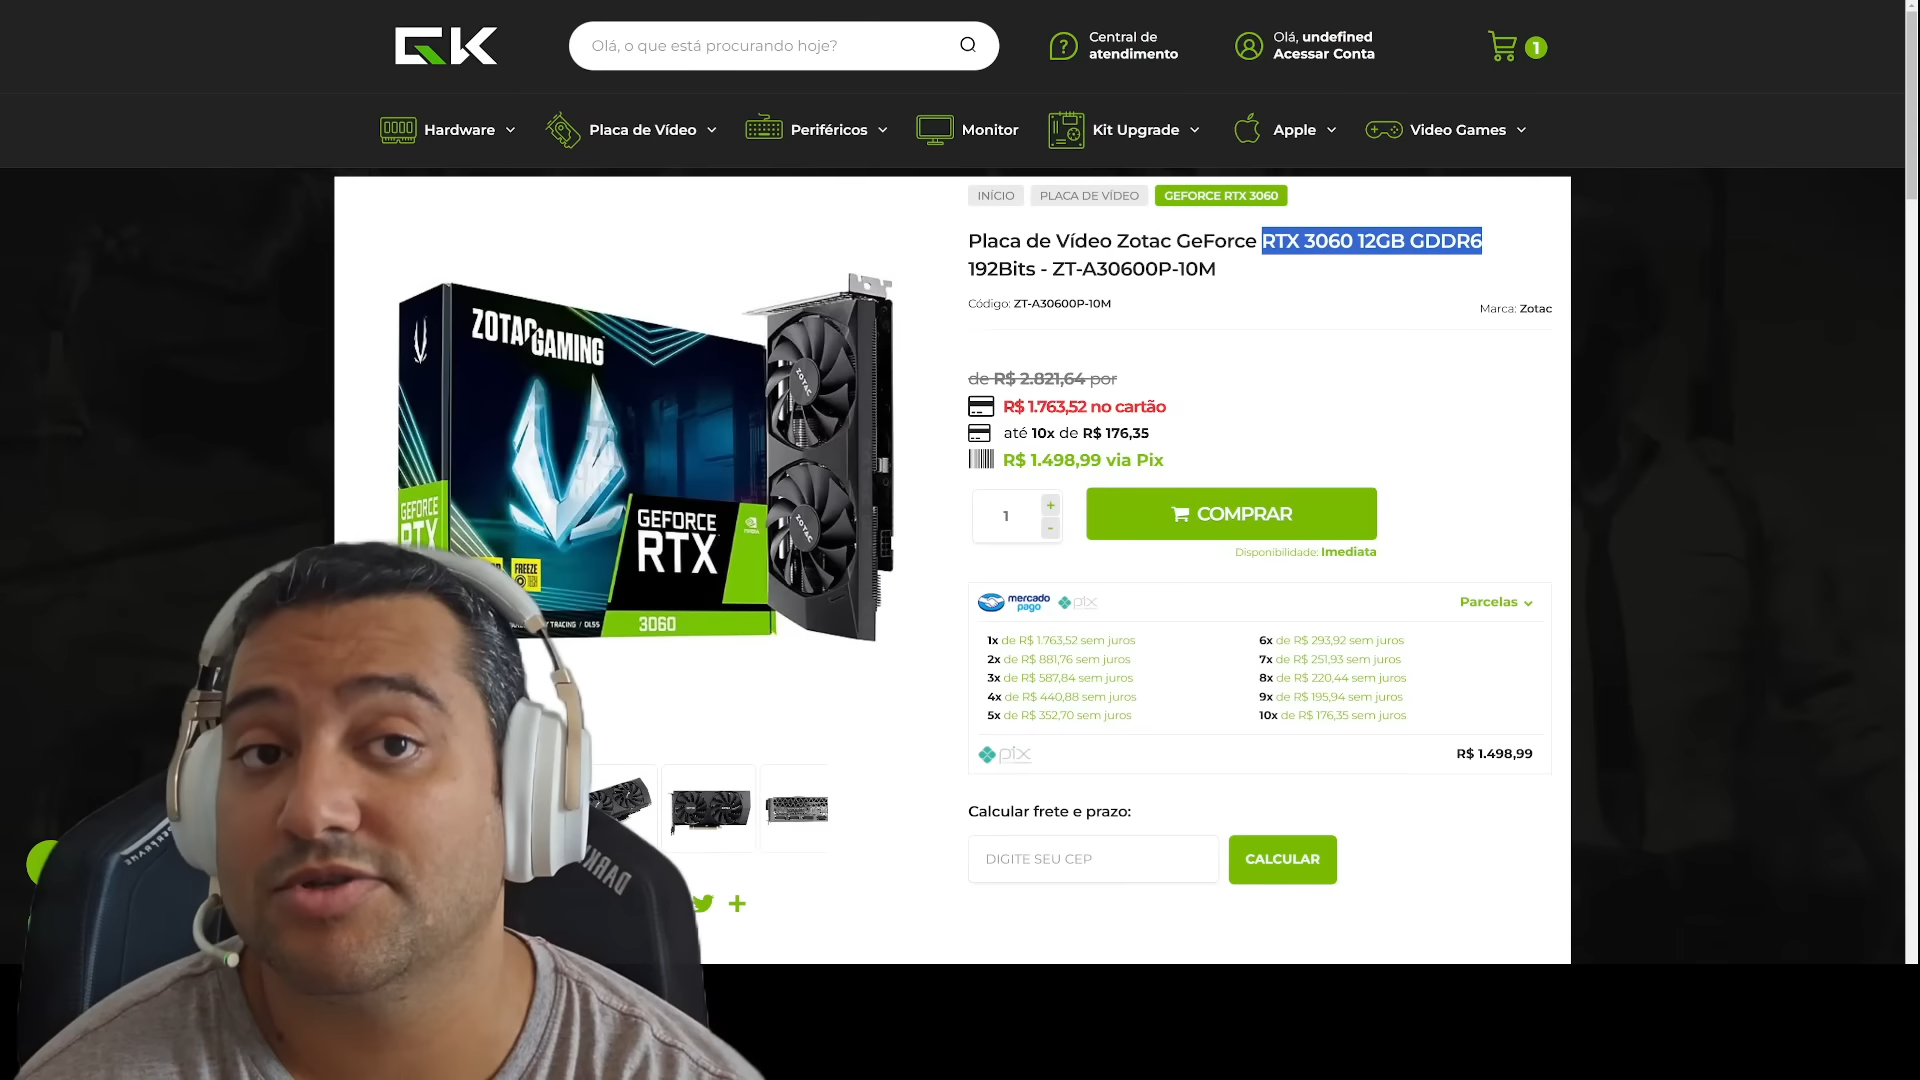 GK
Olá, o que está procurando hoje?
?
Central de
atendimento
Olá, undefined
Acessar Conta
1
Hardware
Placa de Vídeo
Periféricos
Monitor
Kit Upgrade
Apple
Video Games
INÍCIO
PLACA DE VÍDEO
GEFORCE RTX 3060
Placa de Vídeo Zotac GeForce RTX 3060 12GB GDDR6
192Bits - ZT-A30600P-10M
Código: ZT-A30600P-10M
Marca: Zotac
de R$ 2.821,64 por
R$ 1.763,52 no cartão
até 10x de R$ 176,35
R$ 1.498,99 via Pix
1
+
-
COMPRAR
Disponibilidade: Imediata
mercado
pago
pix
Parcelas
1x de R$ 1.763,52 sem juros
2x de R$ 881,76 sem juros
3x de R$ 587,84 sem juros
4x de R$ 440,88 sem juros
5x de R$ 352,70 sem juros
6x de R$ 293,92 sem juros
7x de R$ 251,93 sem juros
8x de R$ 220,44 sem juros
9x de R$ 195,94 sem juros
10x de R$ 176,35 sem juros
pix
R$ 1.498,99
Calcular frete e prazo:
DIGITE SEU CEP
CALCULAR
ZOTAC GAMING
GEFORCE
RTX
GEFORCE
RTX
3060
FREEZE
TRACING / DLSS
ZOTAC
ZOTAC
DARK